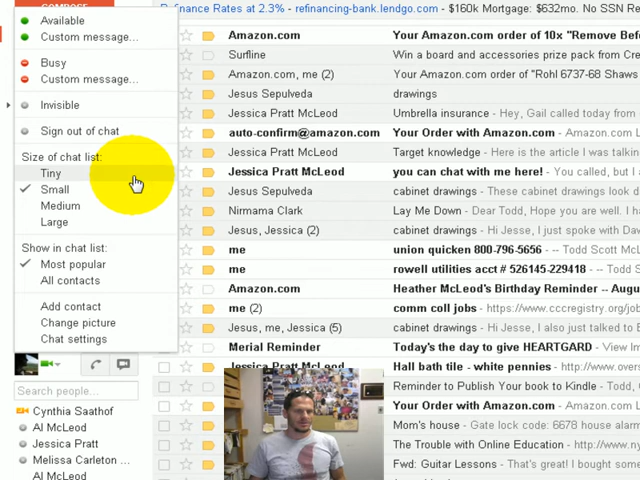 COMPOSE
Refinance Rates at 2.3% - refinancing-bank.lendgo.com - $160k Mortgage: $632mo. No SSN Re
Available
Custom message...
Busy
Custom message...
Invisible
Sign out of chat
Size of chat list:
Tiny
Small
Medium
Large
Show in chat list:
Most popular
All contacts
Add contact
Change picture
Chat settings
Search people...
Cynthia Saathof
Al McLeod
Jessica Pratt
Melissa Carleton ...
Al McLeod
Amazon.com Your Amazon.com order of 10x "Remove Befo
Surfline Win a board and accessories prize pack from Cre
Amazon.com, me (2) Amazon.com order of "Rohl 6737-68 Shaws
Jesus Sepulveda drawings
Jessica Pratt McLeod Umbrella insurance - Hey, Gail called today from
auto-confirm@amazon.com Your Order with Amazon.com - Amazon.com
Jessica Pratt McLeod Target knowledge - Here is the article I was talkin
Jessica Pratt McLeod you can chat with me here! - You called, but I
Jesus Sepulveda cabinet drawings - These cabinet drawings look d
Nirmama Clark Lay Me Down - Dear Todd, Hope you are well. I h
Jesus, Jessica (2) cabinet drawings - Hi Jesse, I just spoke with
me union quicken 800-796-5656 - -- Todd Scott Mc
me rowell utilities acct # 526145-229418 - -- Todd
Amazon.com Heather McLeod's Birthday Reminder -- Augu
me (2) comm coll jobs - https://www.cccregistry.org/j
Jesus, me, Jessica (5) cabinet drawings - Hi Jesse, I also just talked to
Merial Reminder Today's the day to give HEARTGARD - View In
Jessica Pratt McLeod Hall bath tile - white pennies - http://www.over
Reminder to Publish Your book to Kindle - Todd,
Your Order with Amazon.com - Amazon.com
Mom's house - Gate lock code: 6678 house alarm
The Trouble with Online Education - http://www.ny
Fwd: Guitar Lessons - That's great! I bought some